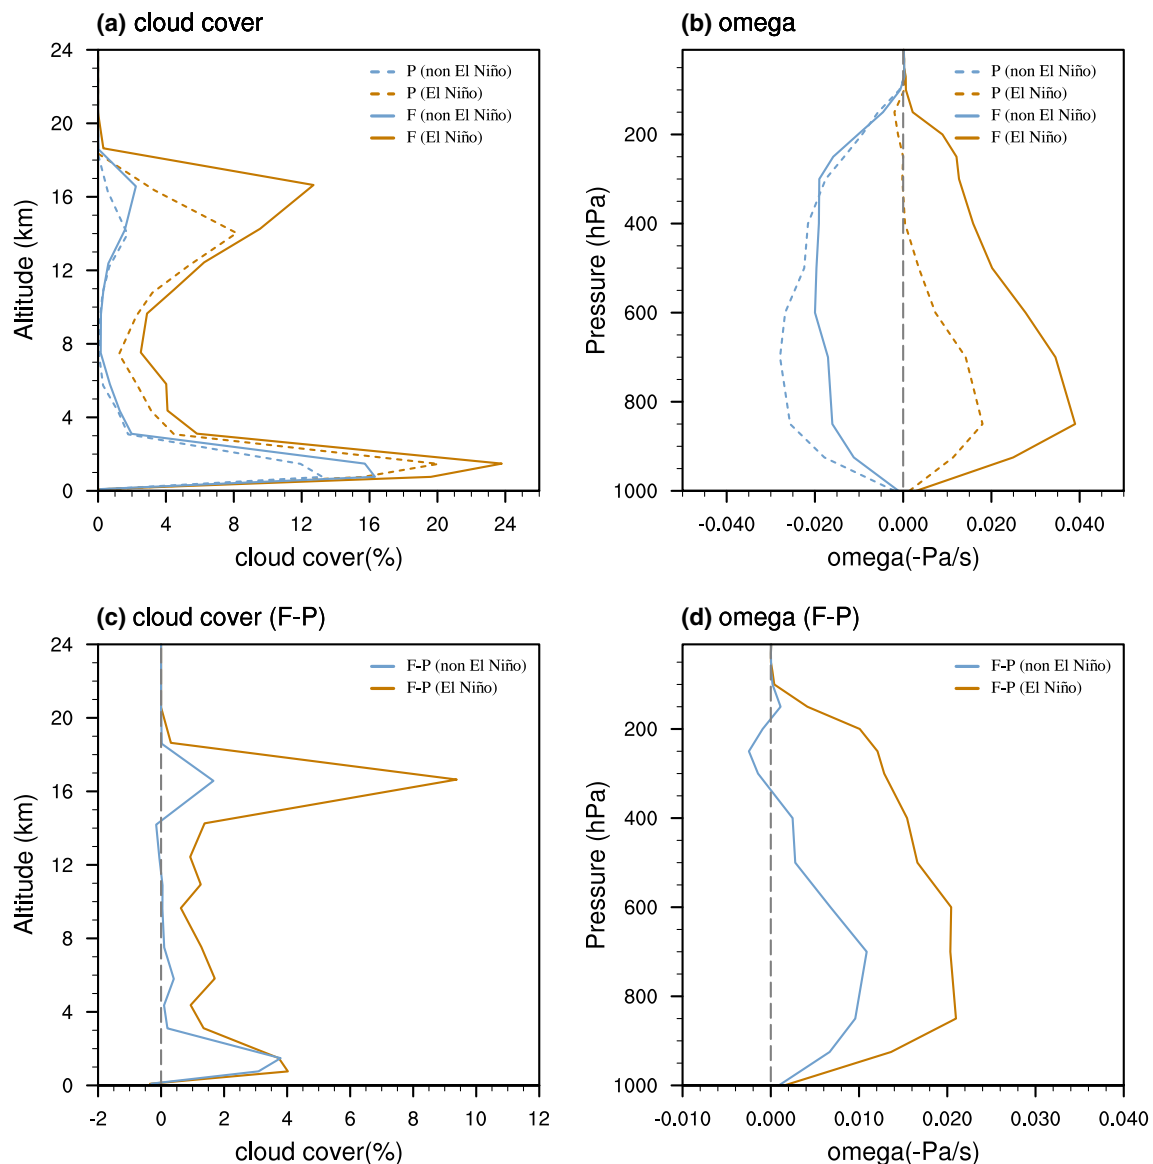 (a) cloud cover
24
20
16
12
8
4
0
Altitude (km)
P (non El Niño)
P (El Niño)
F (non El Niño)
F (El Niño)
0 4 8 12 16 20 24
cloud cover(%)
(b) omega
200
400
600
800
1000
Pressure (hPa)
P (non El Niño)
P (El Niño)
F (non El Niño)
F (El Niño)
-0.040 -0.020 0.000 0.020 0.040
omega(-Pa/s)
(c) cloud cover (F-P)
24
20
16
12
8
4
0
Altitude (km)
F-P (non El Niño)
F-P (El Niño)
-2 0 2 4 6 8 10 12
cloud cover(%)
(d) omega (F-P)
200
400
600
800
1000
Pressure (hPa)
F-P (non El Niño)
F-P (El Niño)
-0.010 0.000 0.010 0.020 0.030 0.040
omega(-Pa/s)